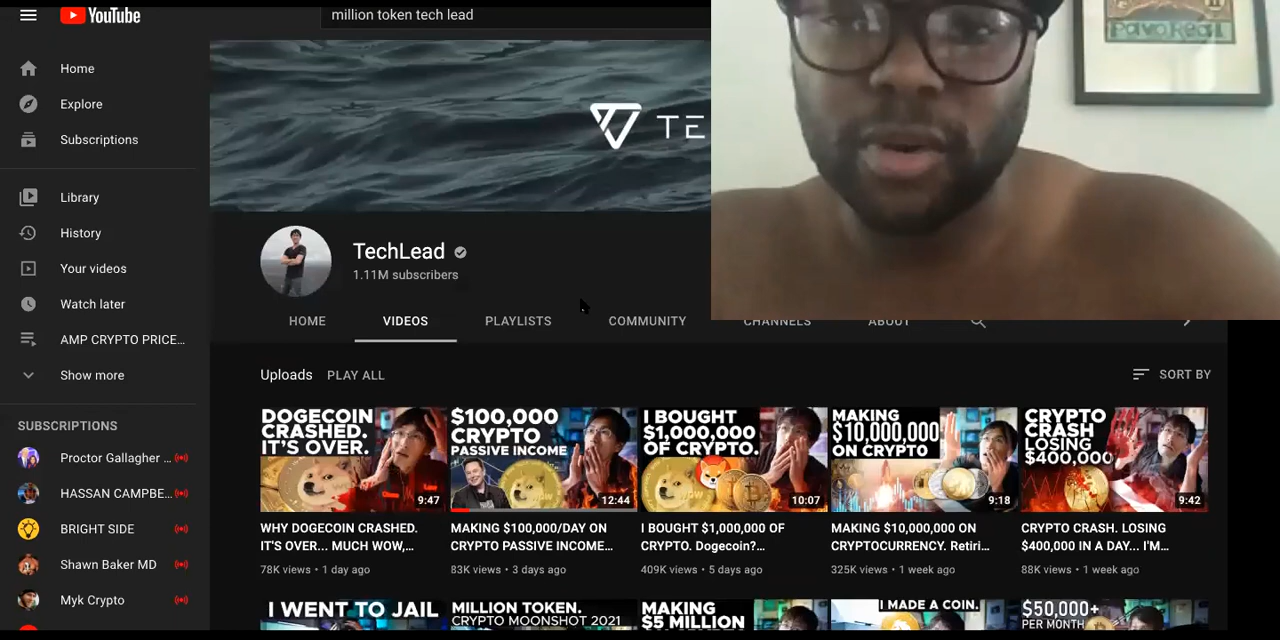 YouTube
million token tech lead
Home
Explore
Subscriptions
Library
History
Your videos
Watch later
AMP CRYPTO PRICE...
Show more
SUBSCRIPTIONS
Proctor Gallagher ...
HASSAN CAMPBE...
BRIGHT SIDE
Shawn Baker MD
Myk Crypto
TE
PavoReal
TechLead
1.11M subscribers
HOME
VIDEOS
PLAYLISTS
COMMUNITY
CHANNELS
ABOUT
Uploads
PLAY ALL
SORT BY
DOGECOIN
CRASHED.
IT'S OVER.
9:47
WHY DOGECOIN CRASHED.
IT'S OVER... MUCH WOW,...
78K views • 1 day ago
$100,000
CRYPTO
PASSIVE INCOME
12:44
MAKING $100,000/DAY ON
CRYPTO PASSIVE INCOME...
83K views • 3 days ago
I BOUGHT
$1,000,000
OF CRYPTO.
10:07
I BOUGHT $1,000,000 OF
CRYPTO. Dogecoin?...
409K views • 5 days ago
MAKING
$10,000,000
ON CRYPTO
9:18
MAKING $10,000,000 ON
CRYPTOCURRENCY. Retiri...
325K views • 1 week ago
CRYPTO
CRASH
LOSING
$400,000
9:42
CRYPTO CRASH. LOSING
$400,000 IN A DAY... I'M...
88K views • 1 week ago
I WENT TO JAIL
MILLION TOKEN.
CRYPTO MOONSHOT 2021
MAKING
$5 MILLION
I MADE A COIN.
$50,000+
PER MONTH